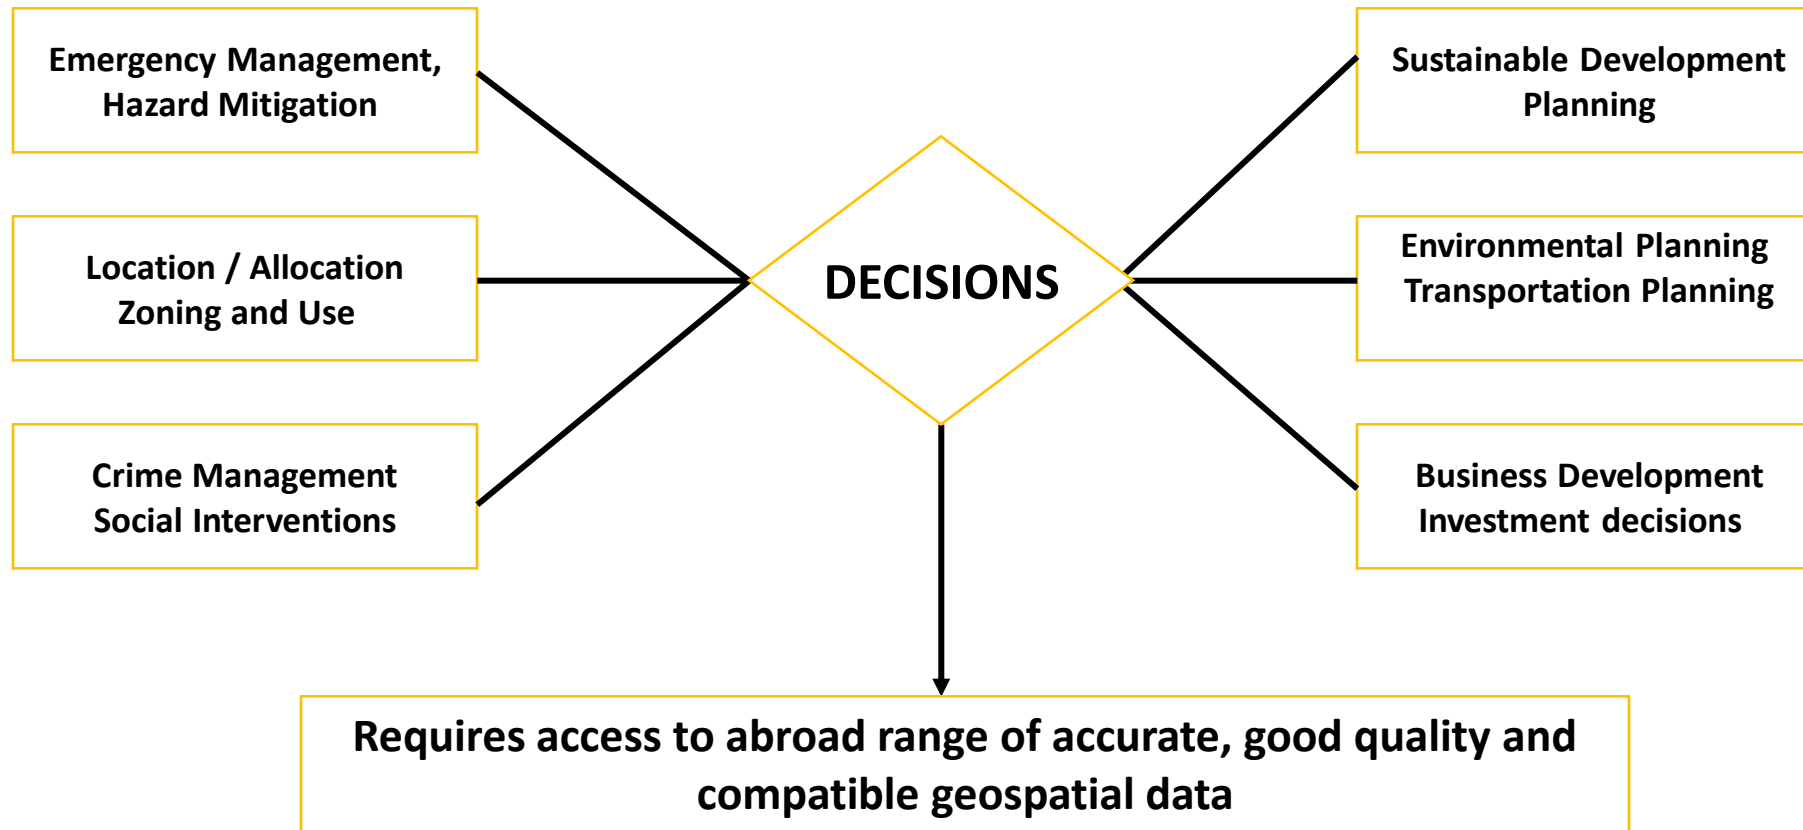 Emergency Management,
Hazard Mitigation
Location / Allocation
Zoning and Use
Crime Management
Social Interventions
DECISIONS
Sustainable Development
Planning
Environmental Planning
Transportation Planning
Business Development
Investment decisions
Requires access to abroad range of accurate, good quality and
compatible geospatial data